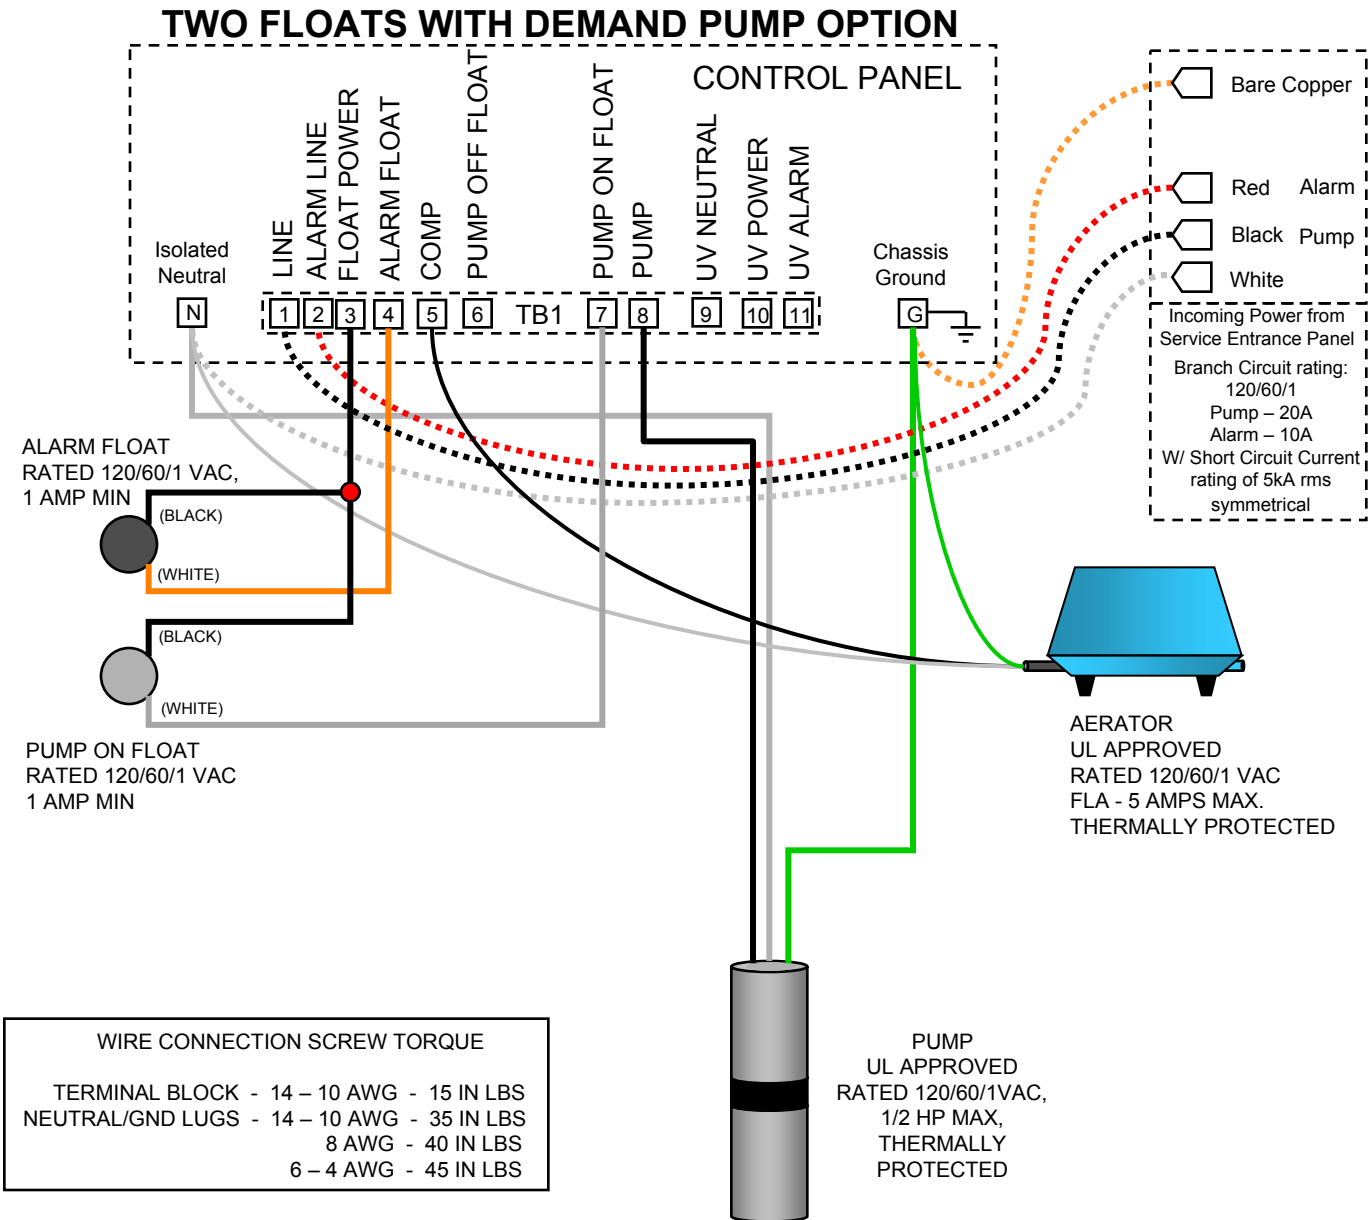 TWO FLOATS WITH DEMAND PUMP OPTION
CONTROL PANEL
Isolated
Neutral
LINE
ALARM LINE
FLOAT POWER
ALARM FLOAT
COMP
PUMP OFF FLOAT
PUMP ON FLOAT
PUMP
UV NEUTRAL
UV POWER
UV ALARM
Chassis
Ground
N
1
2
3
4
5
6
TB1
7
8
9
10
11
G
Bare Copper
Red Alarm
Black Pump
White
Incoming Power from
Service Entrance Panel
Branch Circuit rating:
120/60/1
Pump – 20A
Alarm – 10A
W/ Short Circuit Current
rating of 5kA rms
symmetrical
ALARM FLOAT
RATED 120/60/1 VAC,
1 AMP MIN
(BLACK)
(WHITE)
(BLACK)
(WHITE)
PUMP ON FLOAT
RATED 120/60/1 VAC
1 AMP MIN
AERATOR
UL APPROVED
RATED 120/60/1 VAC
FLA - 5 AMPS MAX.
THERMALLY PROTECTED
WIRE CONNECTION SCREW TORQUE
TERMINAL BLOCK - 14 – 10 AWG - 15 IN LBS
NEUTRAL/GND LUGS - 14 – 10 AWG - 35 IN LBS
8 AWG - 40 IN LBS
6 – 4 AWG - 45 IN LBS
PUMP
UL APPROVED
RATED 120/60/1VAC,
1/2 HP MAX,
THERMALLY
PROTECTED